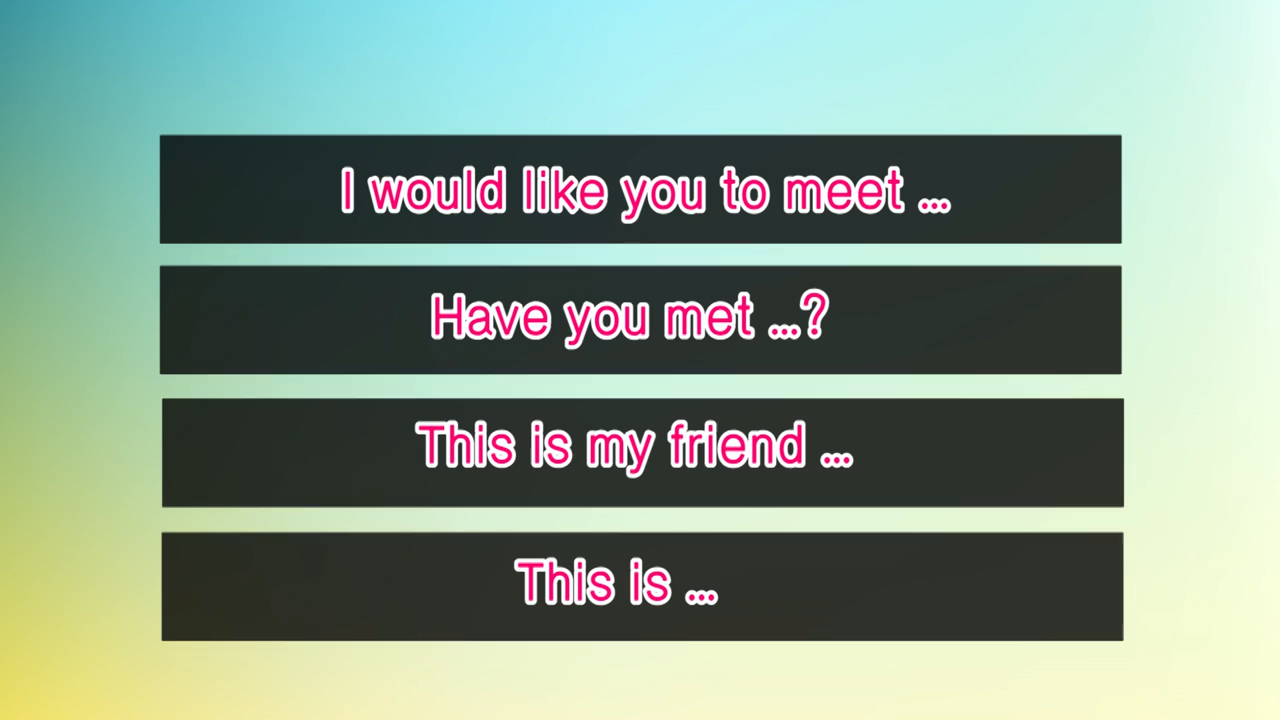 I would like you to meet ...
Have you met ...?
This is my friend ...
This is ...